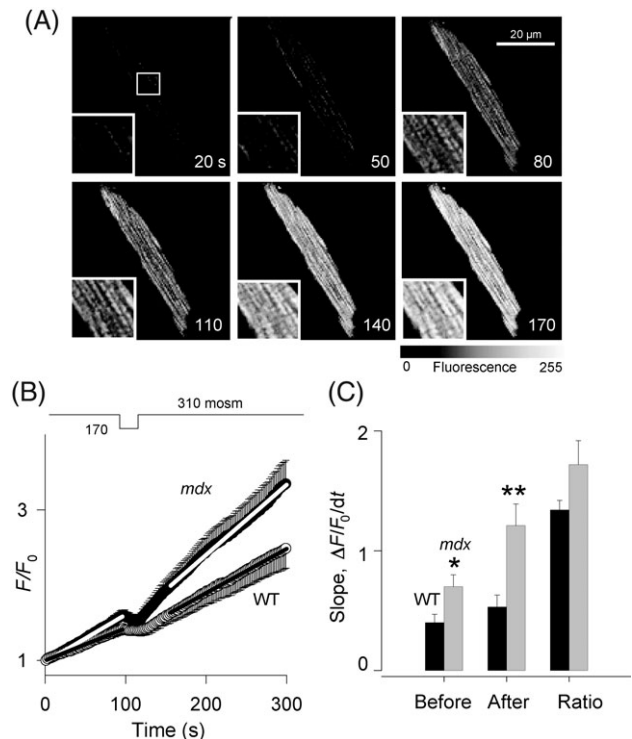 (A)
20 µm
20 s
50
80
110
140
170
0 Fluorescence 255
(B)
310 mosm
170
mdx
3
F/F0
WT
1
0 100 200 300
Time (s)
(C)
2
**
Slope, ΔF/F0/dt
mdx
*
1
WT
0
Before After Ratio